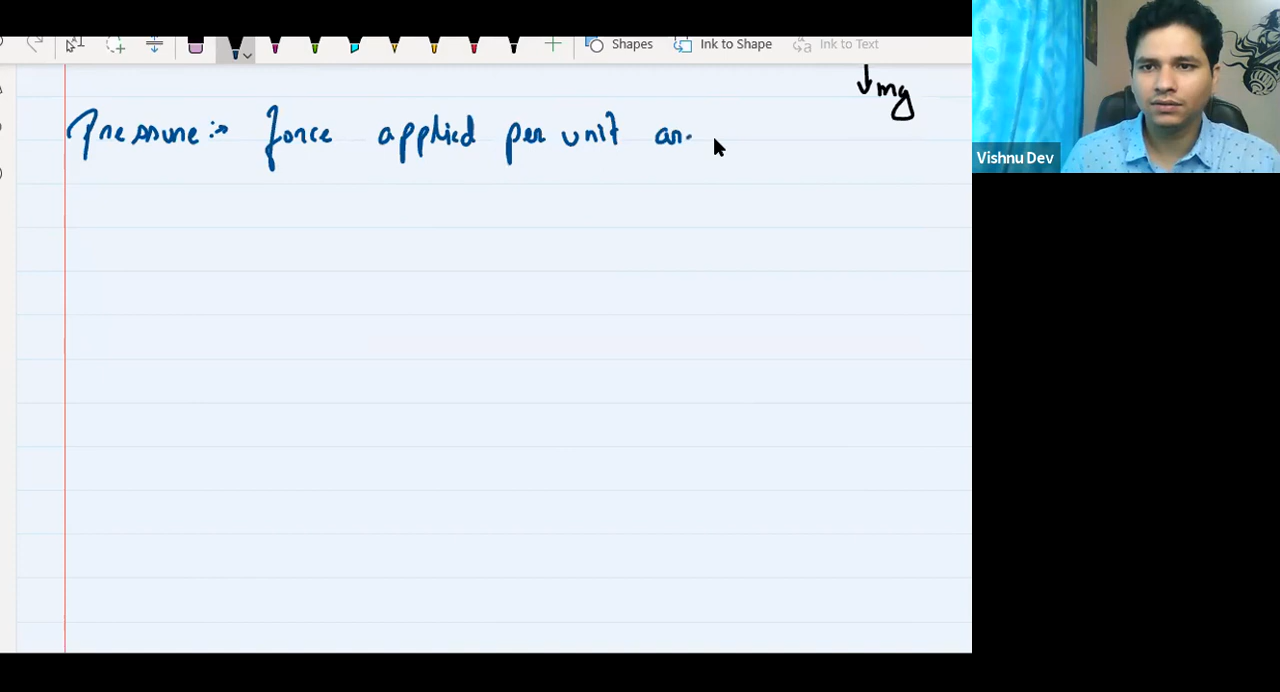 Shapes Ink to Shape Ink to Text
mg
Pressure :→ force applied per unit ar.
Vishnu Dev